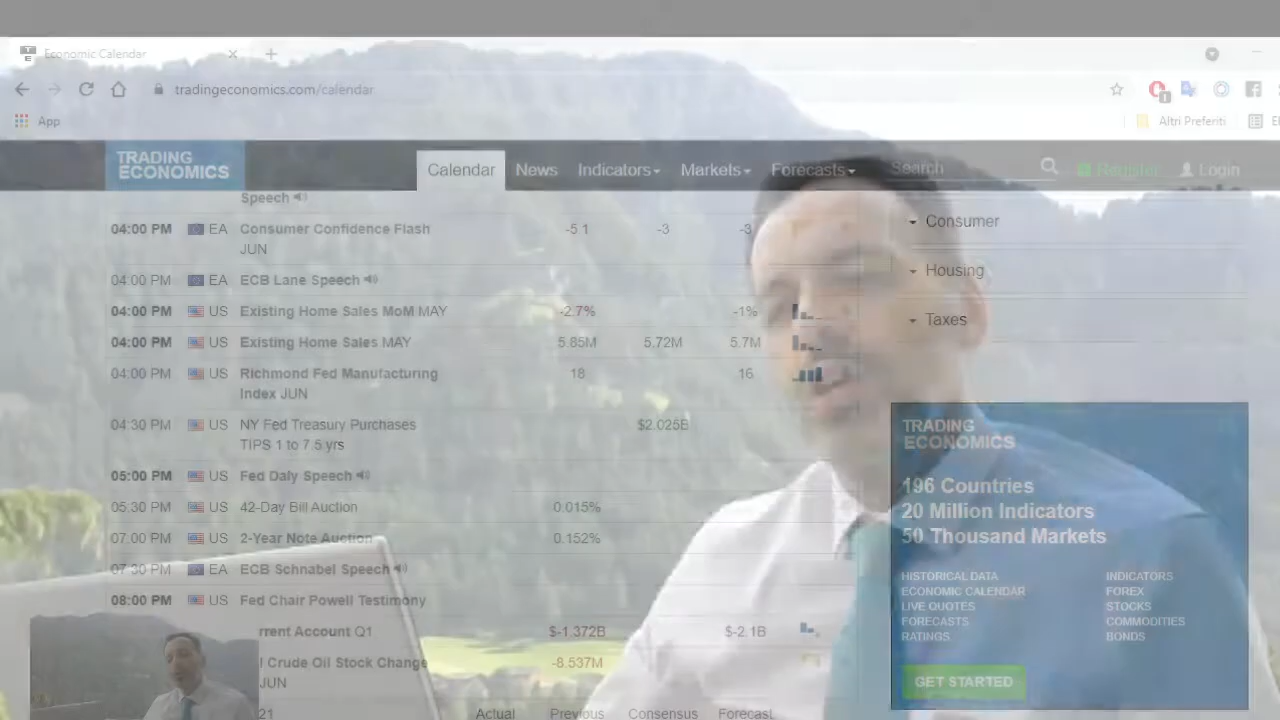 Economic Calendar
tradingeconomics.com/calendar
App
Altri Preferiti
TRADING
ECONOMICS
Calendar News Indicators Markets Forecasts Search Register Login
Speech
04:00 PM EA Consumer Confidence Flash -5 1 -3 -3
JUN
04:00 PM EA ECB Lane Speech
04:00 PM US Existing Home Sales MoM MAY -2.7% -1%
04:00 PM US Existing Home Sales MAY 5.85M 5.72M 5.7M
04:00 PM US Richmond Fed Manufacturing 18 16
Index JUN
04:30 PM US NY Fed Treasury Purchases $2.025B
TIPS 1 to 7.5 yrs
05:00 PM US Fed Daly Speech
05:30 PM US 42-Day Bill Auction 0.015%
07:00 PM US 2-Year Note Auction 0.152%
07:30 PM EA ECB Schnabel Speech
08:00 PM US Fed Chair Powell Testimony
rrent Account Q1 $-1.372B $-2.1B
l Crude Oil Stock Change -8.537M
JUN
21 Actual Previous Consensus Forecast
Consumer
Housing
Taxes
TRADING
ECONOMICS
196 Countries
20 Million Indicators
50 Thousand Markets
HISTORICAL DATA INDICATORS
ECONOMIC CALENDAR FOREX
LIVE QUOTES STOCKS
FORECASTS COMMODITIES
RATINGS BONDS
GET STARTED